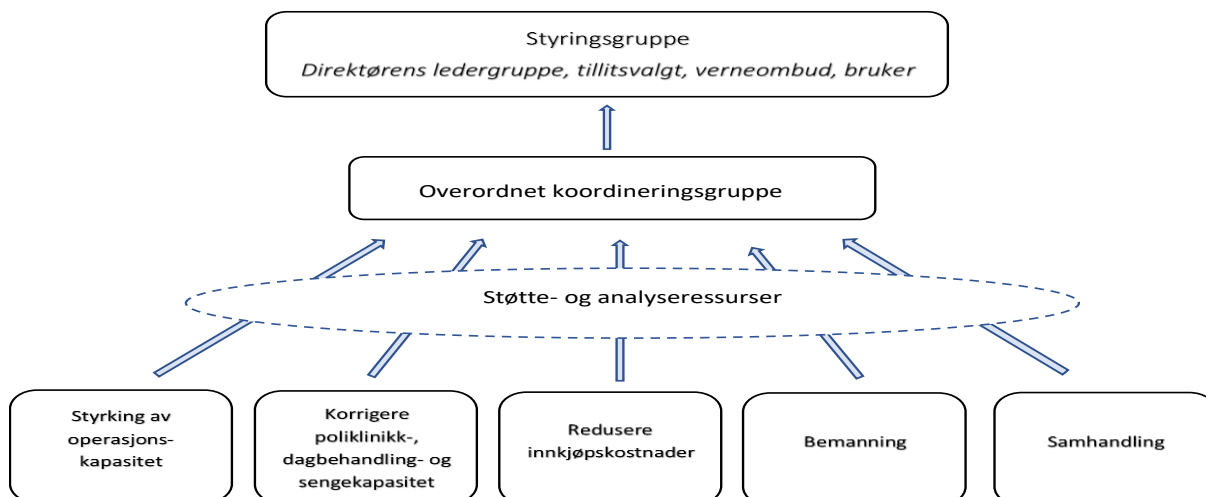 Styringsgruppe
Direktørens ledergruppe, tillitsvalgt, verneombud, bruker
Overordnet koordineringsgruppe
Støtte- og analyseressurser
Styrking av
operasjons-
kapasitet
Korrigere
poliklinikk-,
dagbehandling- og
sengekapasitet
Redusere
innkjøpskostnader
Bemanning
Samhandling